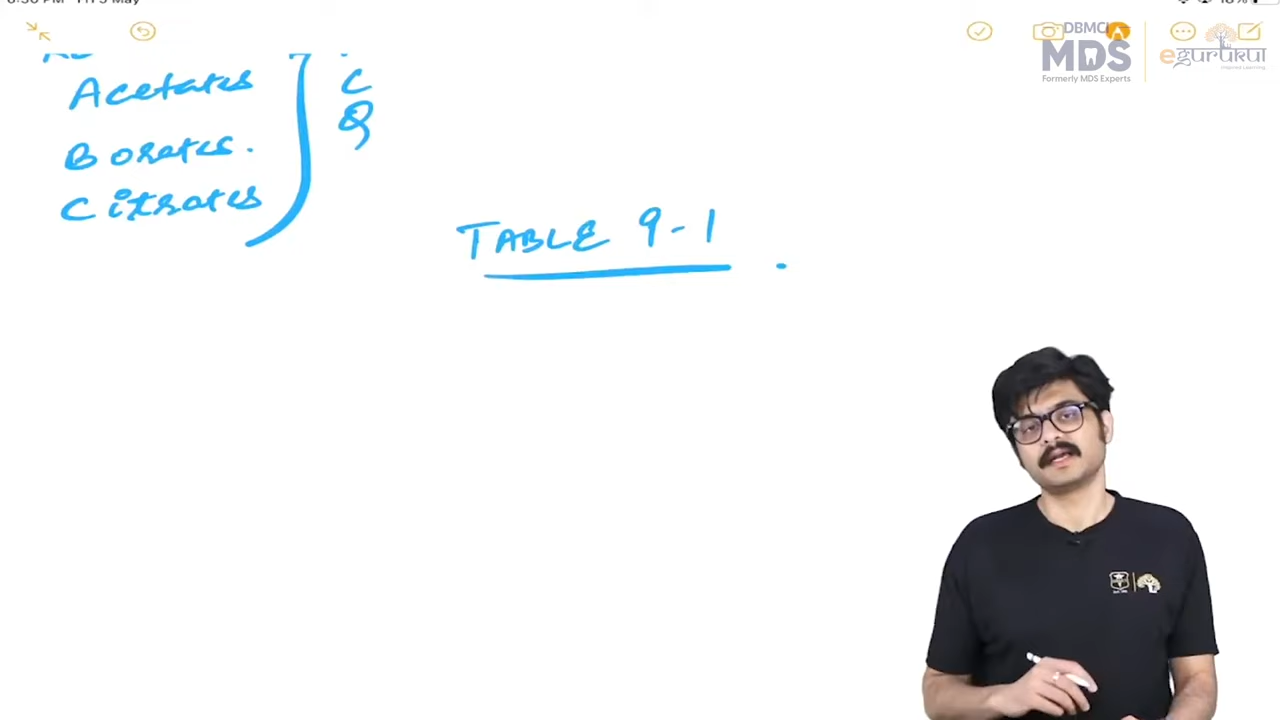 Acetates
C
Q
Borates.
Citrates
TABLE 9-1
DBMCI
MDS
Formerly MDS Experts
egurukul